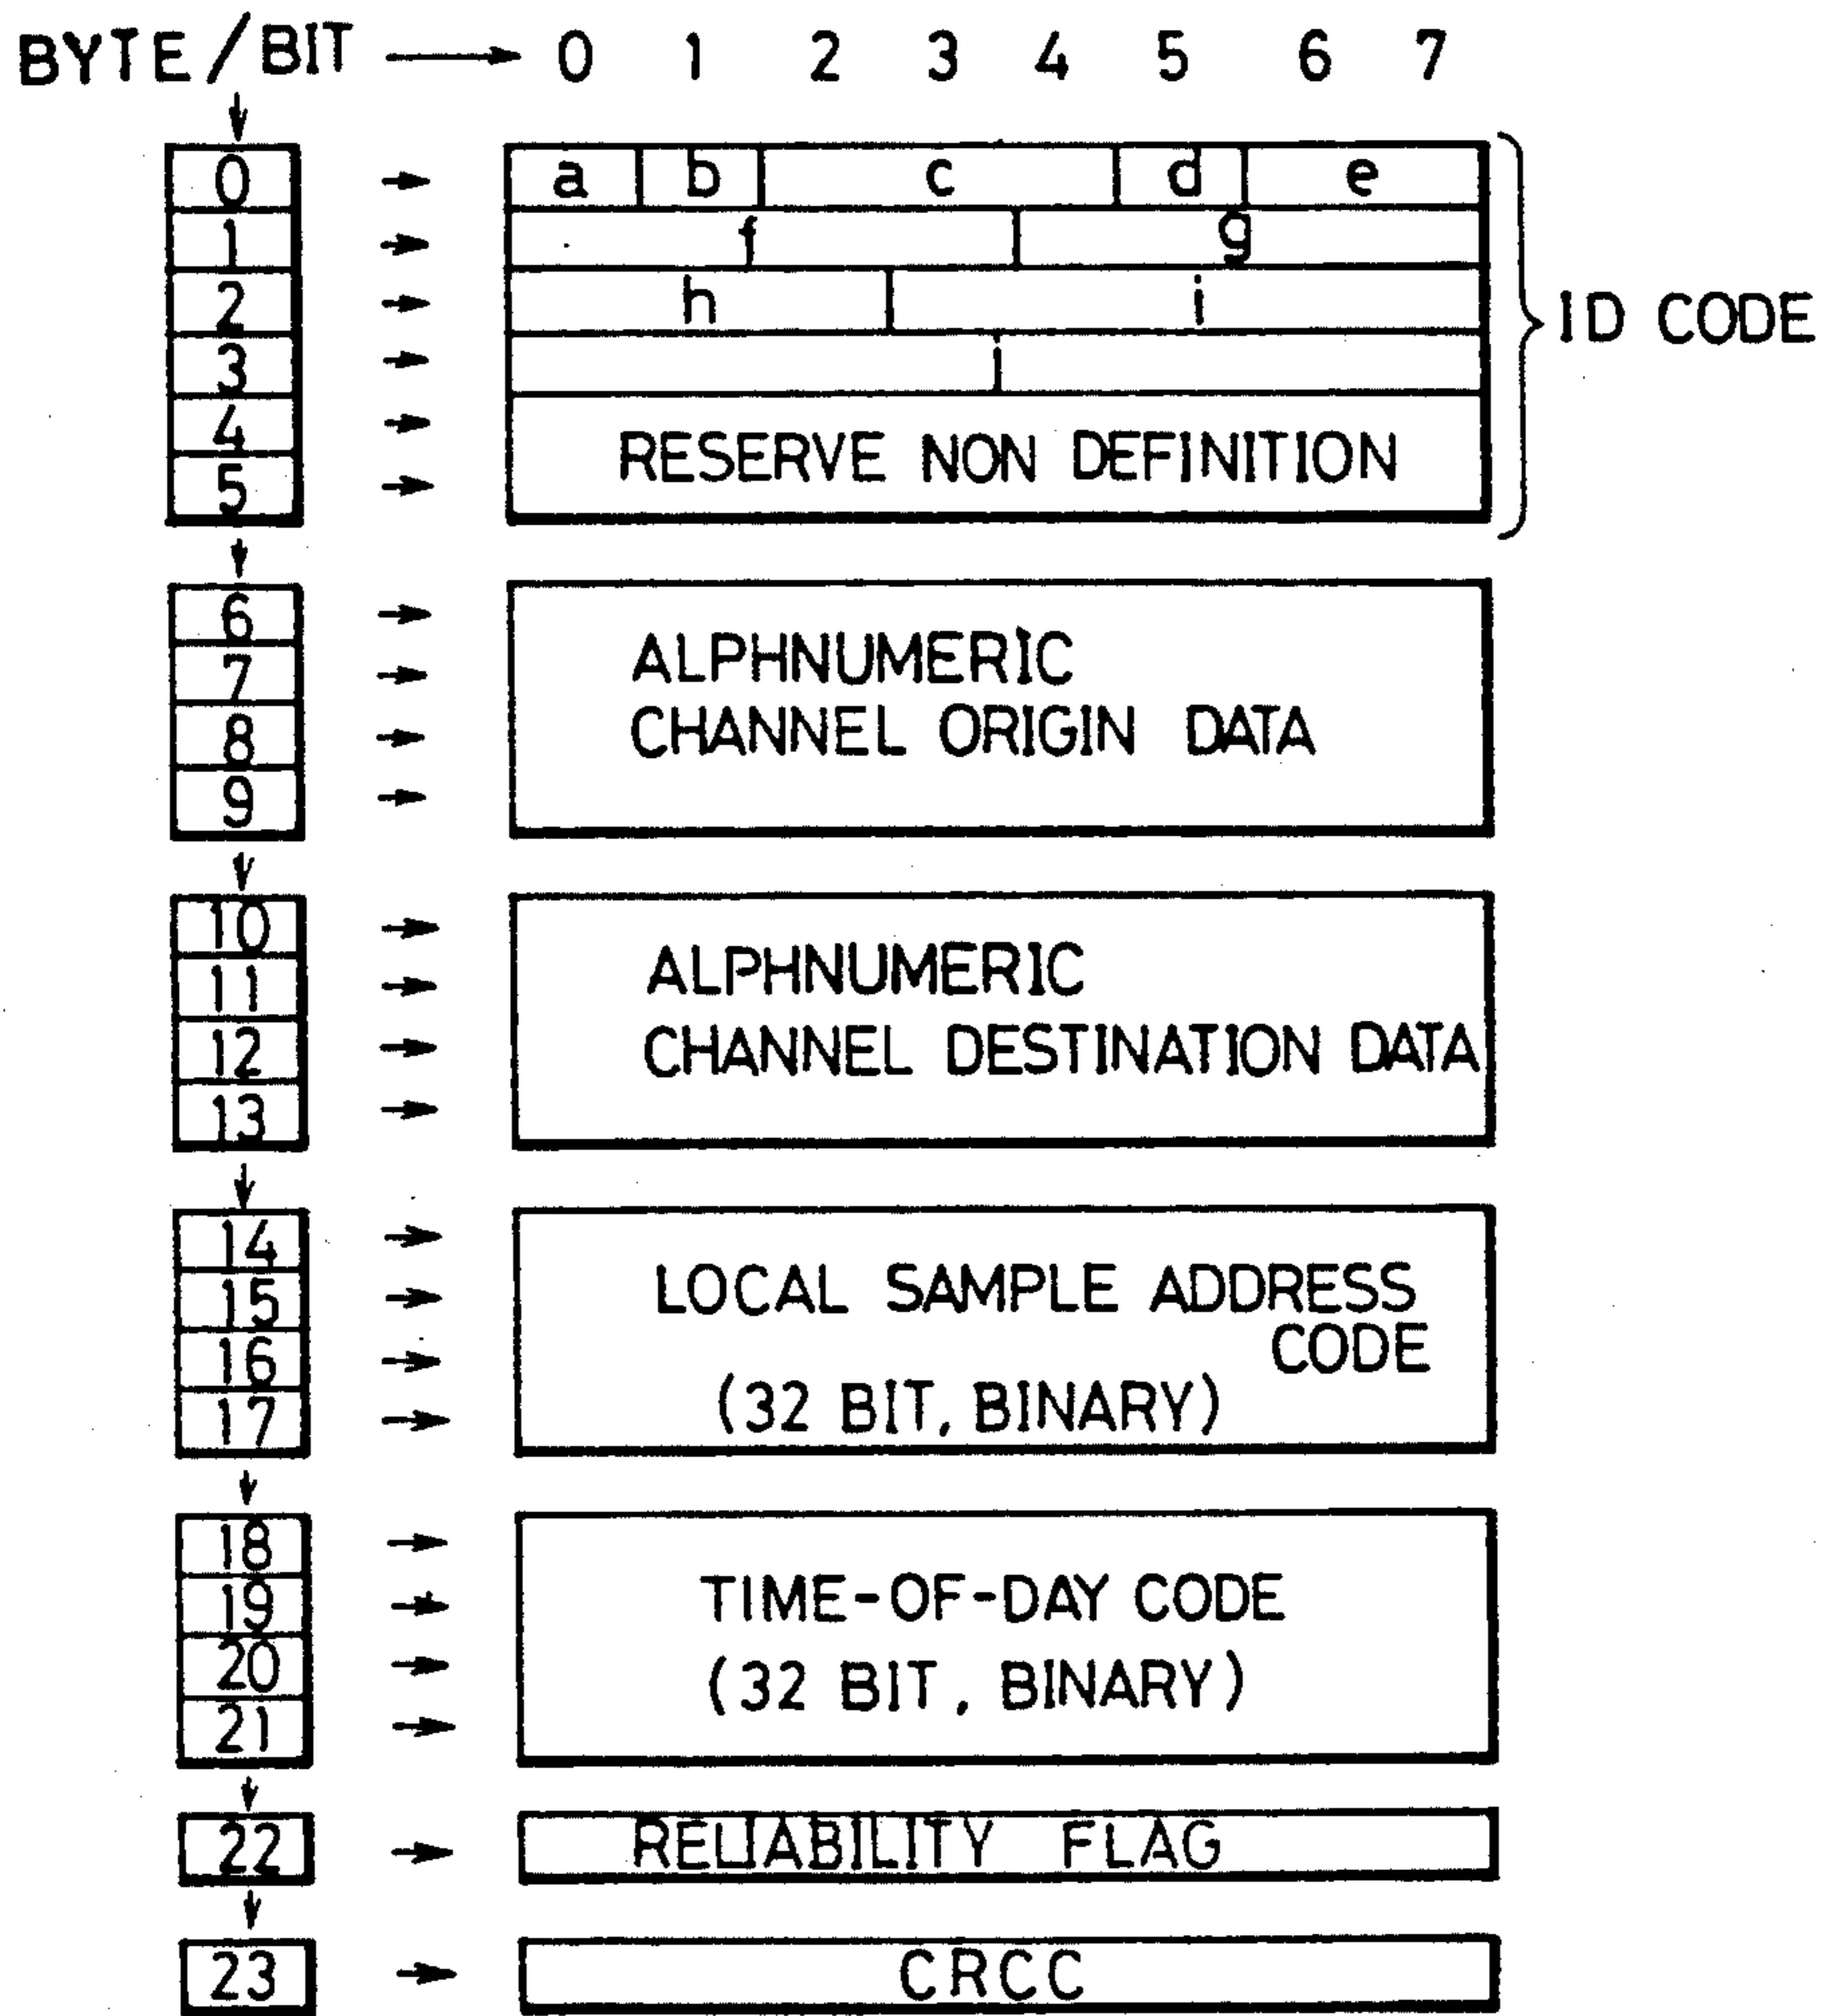 BYTE/BIT 0 1 2 3 4 5 6 7
0 a b c d e
1 f g
2 h i
ID CODE
3 j
4
RESERVE NON DEFINITION
5
6
ALPHNUMERIC
7
CHANNEL ORIGIN DATA
8
9
10
ALPHNUMERIC
11
12
CHANNEL DESTINATION DATA
13
14
15
LOCAL SAMPLE ADDRESS
CODE
16
17
(32 BIT, BINARY)
18
19
TIME-OF-DAY CODE
20
(32 BIT, BINARY)
21
22 RELIABILITY FLAG
23 CRCC